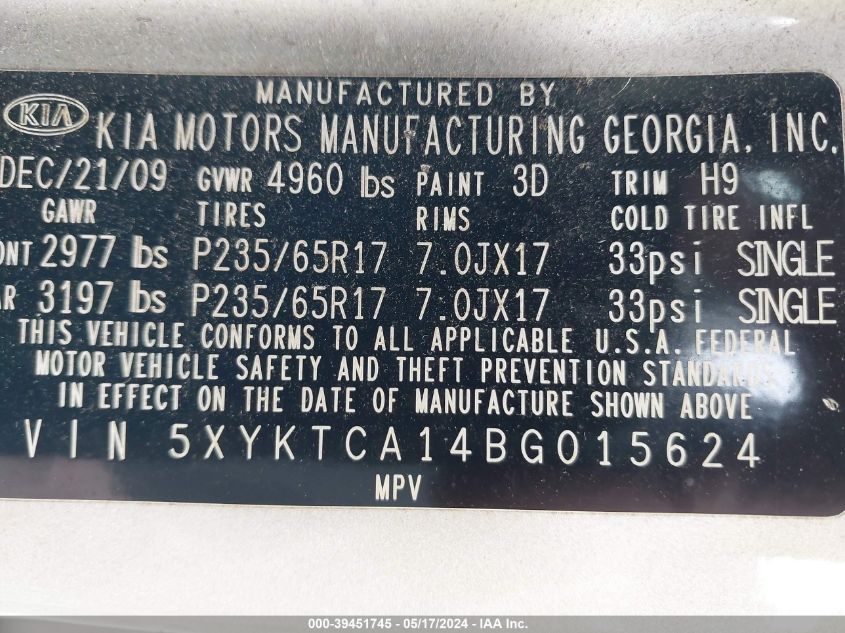 MANUFACTURED BY
KIA KIA MOTORS MANUFACTURING GEORGIA, INC.
DEC/21/09 GVWR 4960 lbs PAINT 3D TRIM H9
GAWR TIRES RIMS COLD TIRE INFL
2977 lbs P235/65R17 7.0JX17 33psi SINGLE
3197 lbs P235/65R17 7.0JX17 33psi SINGLE
THIS VEHICLE CONFORMS TO ALL APPLICABLE U.S.A. FEDERAL
MOTOR VEHICLE SAFETY AND THEFT PREVENTION STANDARDS
IN EFFECT ON THE DATE OF MANUFACTURE SHOWN ABOVE
VIN 5XYKTCA14BG015624
MPV
000-39451745 - 05/17/2024 - IAA Inc.